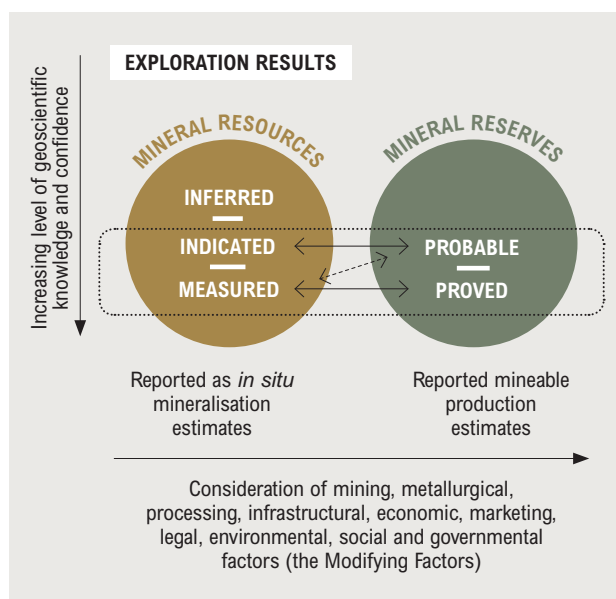 EXPLORATION RESULTS
Increasing level of geoscientific
knowledge and confidence
MINERAL RESOURCES
INFERRED
INDICATED
MEASURED
MINERAL RESERVES
PROBABLE
PROVED
Reported as in situ
mineralisation
estimates
Reported mineable
production
estimates
Consideration of mining, metallurgical,
processing, infrastructural, economic, marketing,
legal, environmental, social and governmental
factors (the Modifying Factors)